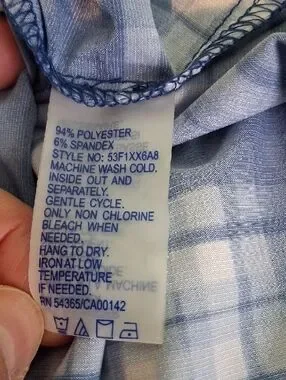 94% POLYESTER
6% SPANDEX
STYLE NO: 53F1XX6A8
MACHINE WASH COLD,
INSIDE OUT AND
SEPARATELY.
GENTLE CYCLE.
ONLY NON CHLORINE
BLEACH WHEN
NEEDED.
HANG TO DRY.
IRON AT LOW
TEMPERATURE
IF NEEDED.
RN 54365/CA00142